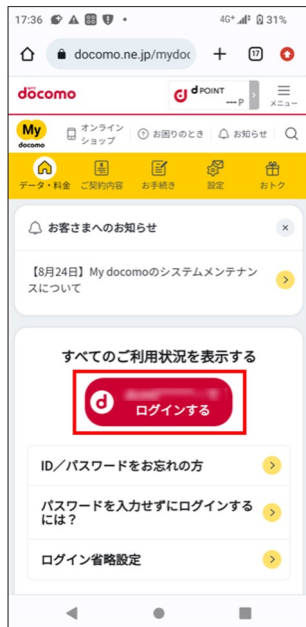 17:36
4G+
31%
docomo.ne.jp/mydoc
17
döcomo
d POINT
---P
メニュー
My
docomo
オンライン
ショップ
お困りのとき
お知らせ
データ・料金
ご契約内容
お手続き
設定
おトク
お客さまへのお知らせ
【8月24日】My docomoのシステムメンテナン
スについて
すべてのご利用状況を表示する
ログインする
ID／パスワードをお忘れの方
パスワードを入力せずにログインする
には？
ログイン省略設定